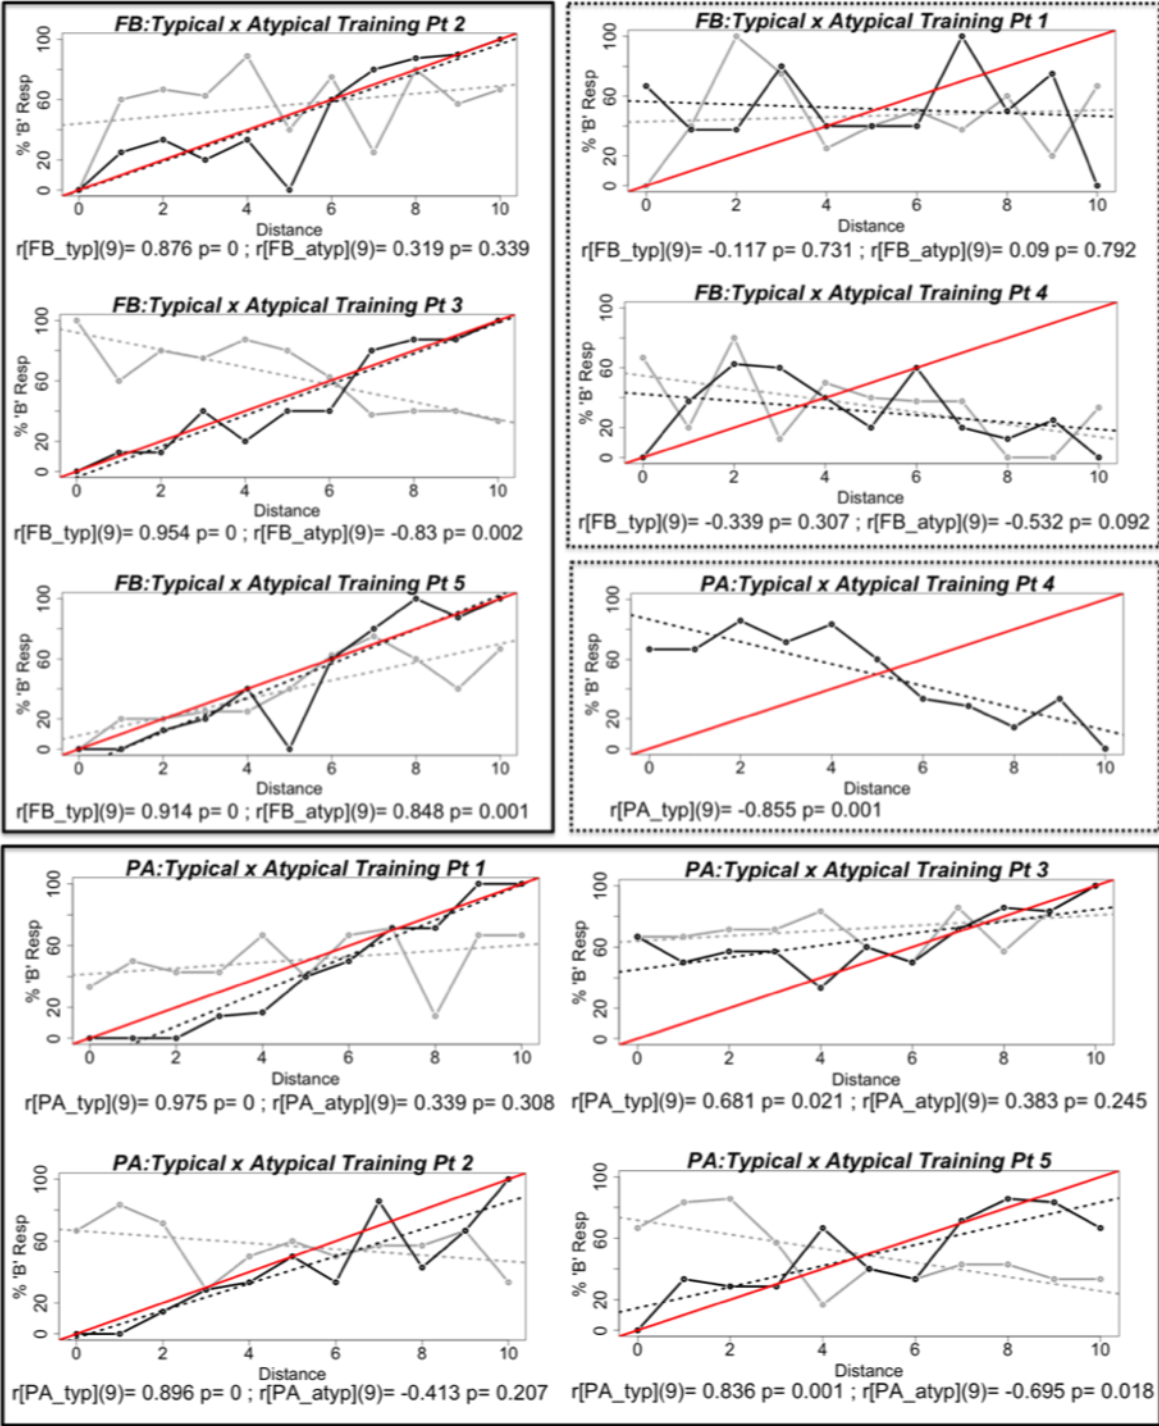 FB:Typical x Atypical Training Pt 2
% 'B' Resp
0 20 60 100
0 2 4 6 8 10
Distance
r[FB_typ](9)= 0.876 p= 0 ; r[FB_atyp](9)= 0.319 p= 0.339
FB:Typical x Atypical Training Pt 1
% 'B' Resp
0 20 60 100
0 2 4 6 8 10
Distance
r[FB_typ](9)= -0.117 p= 0.731 ; r[FB_atyp](9)= 0.09 p= 0.792
FB:Typical x Atypical Training Pt 3
% 'B' Resp
0 20 60 100
0 2 4 6 8 10
Distance
r[FB_typ](9)= 0.954 p= 0 ; r[FB_atyp](9)= -0.83 p= 0.002
FB:Typical x Atypical Training Pt 4
% 'B' Resp
0 20 60 100
0 2 4 6 8 10
Distance
r[FB_typ](9)= -0.339 p= 0.307 ; r[FB_atyp](9)= -0.532 p= 0.092
FB:Typical x Atypical Training Pt 5
% 'B' Resp
0 20 60 100
0 2 4 6 8 10
Distance
r[FB_typ](9)= 0.914 p= 0 ; r[FB_atyp](9)= 0.848 p= 0.001
PA:Typical x Atypical Training Pt 4
% 'B' Resp
0 20 60 100
0 2 4 6 8 10
Distance
r[PA_typ](9)= -0.855 p= 0.001
PA:Typical x Atypical Training Pt 1
% 'B' Resp
0 20 60 100
0 2 4 6 8 10
Distance
r[PA_typ](9)= 0.975 p= 0 ; r[PA_atyp](9)= 0.339 p= 0.308
PA:Typical x Atypical Training Pt 3
% 'B' Resp
0 20 60 100
0 2 4 6 8 10
Distance
r[PA_typ](9)= 0.681 p= 0.021 ; r[PA_atyp](9)= 0.383 p= 0.245
PA:Typical x Atypical Training Pt 2
% 'B' Resp
0 20 60 100
0 2 4 6 8 10
Distance
r[PA_typ](9)= 0.896 p= 0 ; r[PA_atyp](9)= -0.413 p= 0.207
PA:Typical x Atypical Training Pt 5
% 'B' Resp
0 20 60 100
0 2 4 6 8 10
Distance
r[PA_typ](9)= 0.836 p= 0.001 ; r[PA_atyp](9)= -0.695 p= 0.018